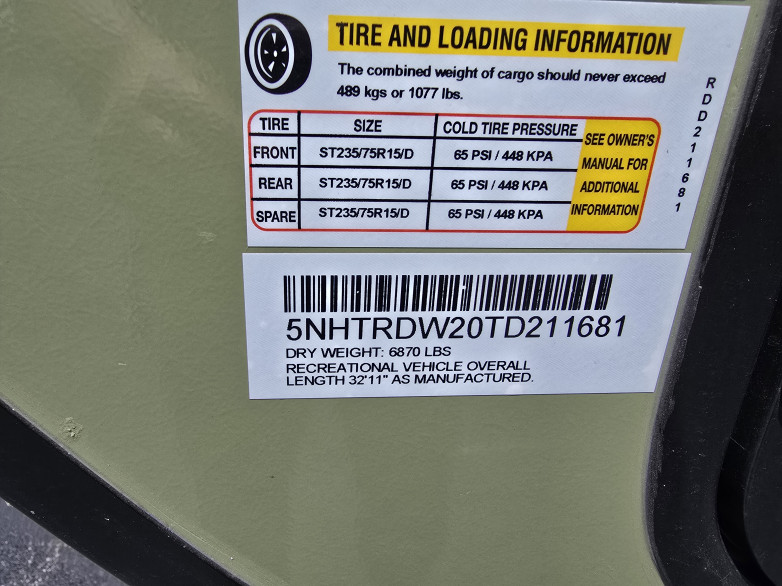 TIRE AND LOADING INFORMATION
The combined weight of cargo should never exceed
489 kgs or 1077 lbs.
TIRE SIZE COLD TIRE PRESSURE
FRONT ST235/75R15/D 65 PSI / 448 KPA
REAR ST235/75R15/D 65 PSI / 448 KPA
SPARE ST235/75R15/D 65 PSI / 448 KPA
SEE OWNER'S
MANUAL FOR
ADDITIONAL
INFORMATION
RDD211681
5NHTRDW20TD211681
DRY WEIGHT: 6870 LBS
RECREATIONAL VEHICLE OVERALL
LENGTH 32'11" AS MANUFACTURED.